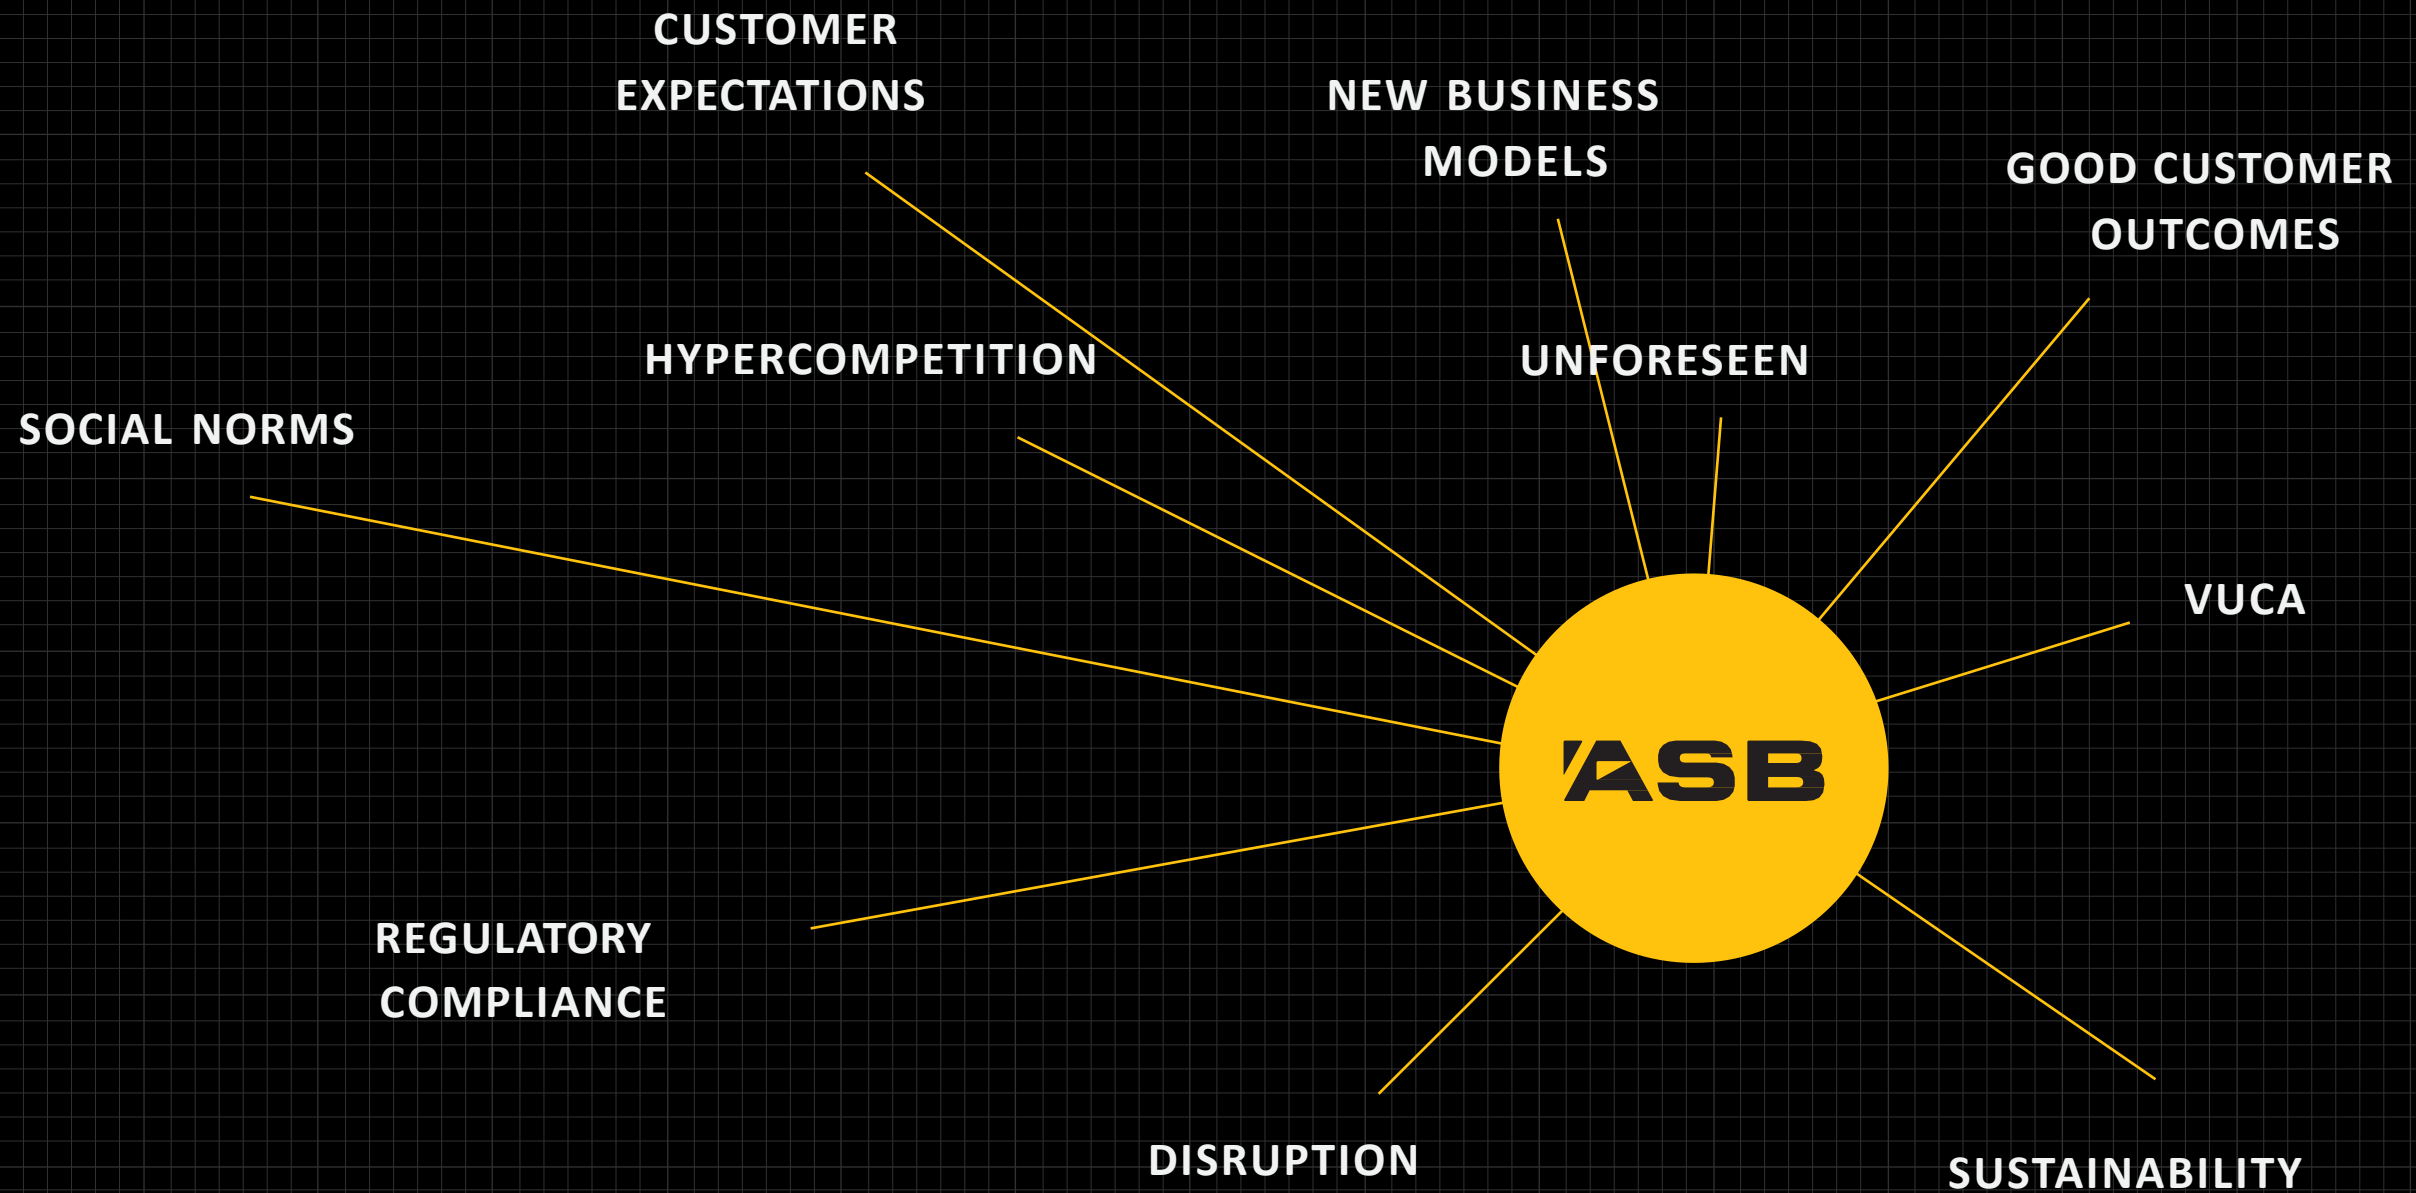 CUSTOMER
EXPECTATIONS
NEW BUSINESS
MODELS
GOOD CUSTOMER
OUTCOMES
HYPERCOMPETITION
UNFORESEEN
SOCIAL NORMS
VUCA
ASB
REGULATORY
COMPLIANCE
DISRUPTION
SUSTAINABILITY